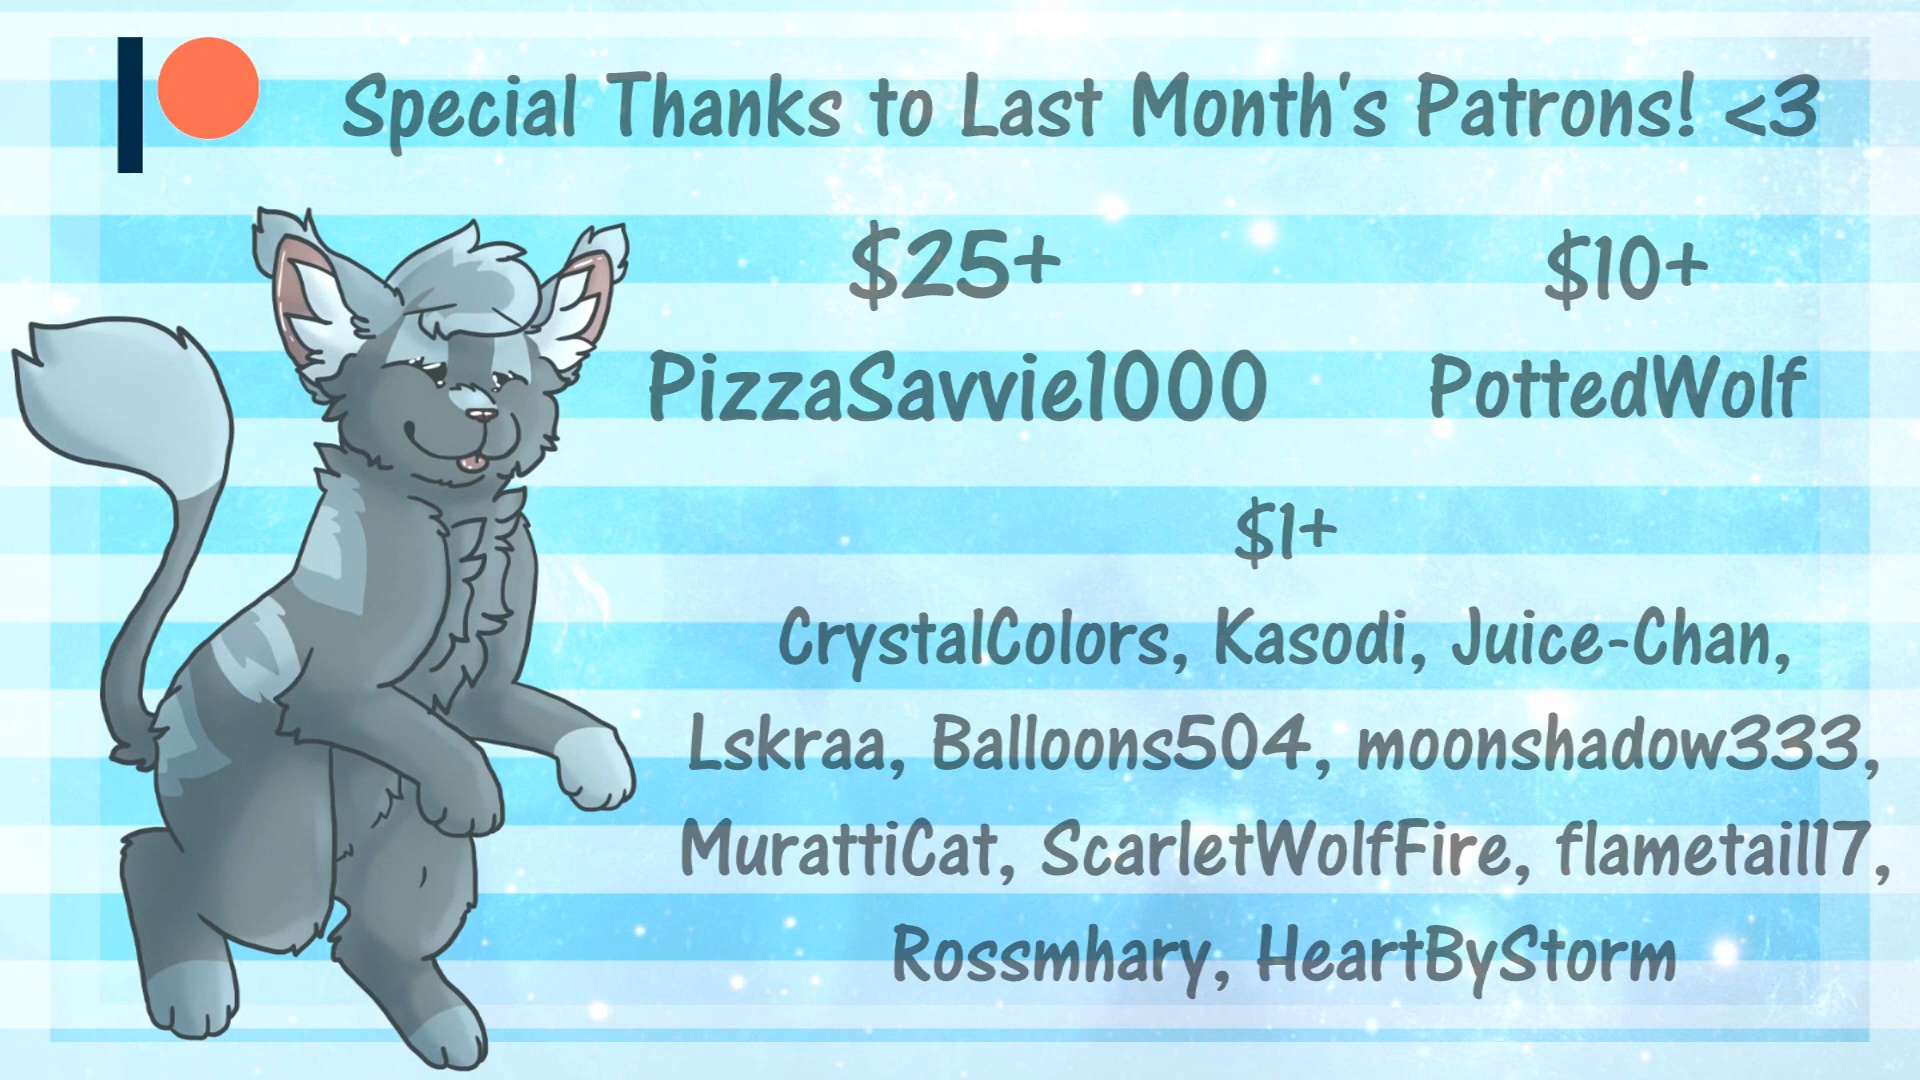 Special Thanks to Last Month's Patrons! <3
$25+
PizzaSavvie1000
$10+
PottedWolf
$1+
CrystalColors, Kasodi, Juice-Chan,
Lskraa, Balloons504, moonshadow333,
MurattiCat, ScarletWolfFire, flametail17,
Rossmhary, HeartByStorm